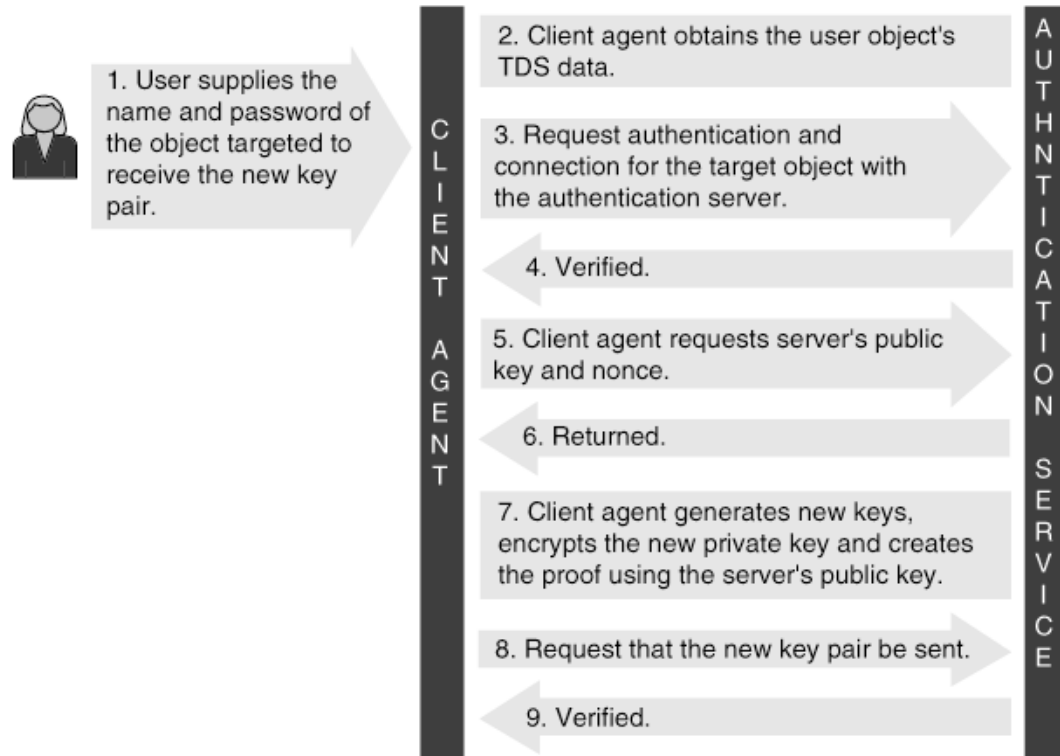 1. User supplies the
name and password of
the object targeted to
receive the new key
pair.
CLIENT AGENT
2. Client agent obtains the user object's
TDS data.
3. Request authentication and
connection for the target object with
the authentication server.
4. Verified.
5. Client agent requests server's public
key and nonce.
6. Returned.
7. Client agent generates new keys,
encrypts the new private key and creates
the proof using the server's public key.
8. Request that the new key pair be sent.
9. Verified.
AUTHNTICATION SERVICE